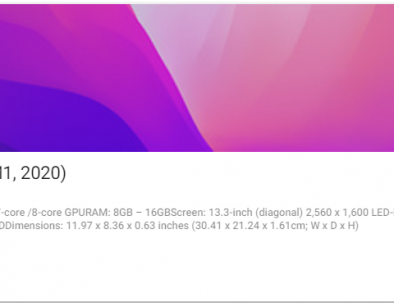 11, 2020)
-core /8-core GPURAM: 8GB – 16GBScreen: 13.3-inch (diagonal) 2,560 x 1,600 LED-
DDimensions: 11.97 x 8.36 x 0.63 inches (30.41 x 21.24 x 1.61cm; W x D x H)